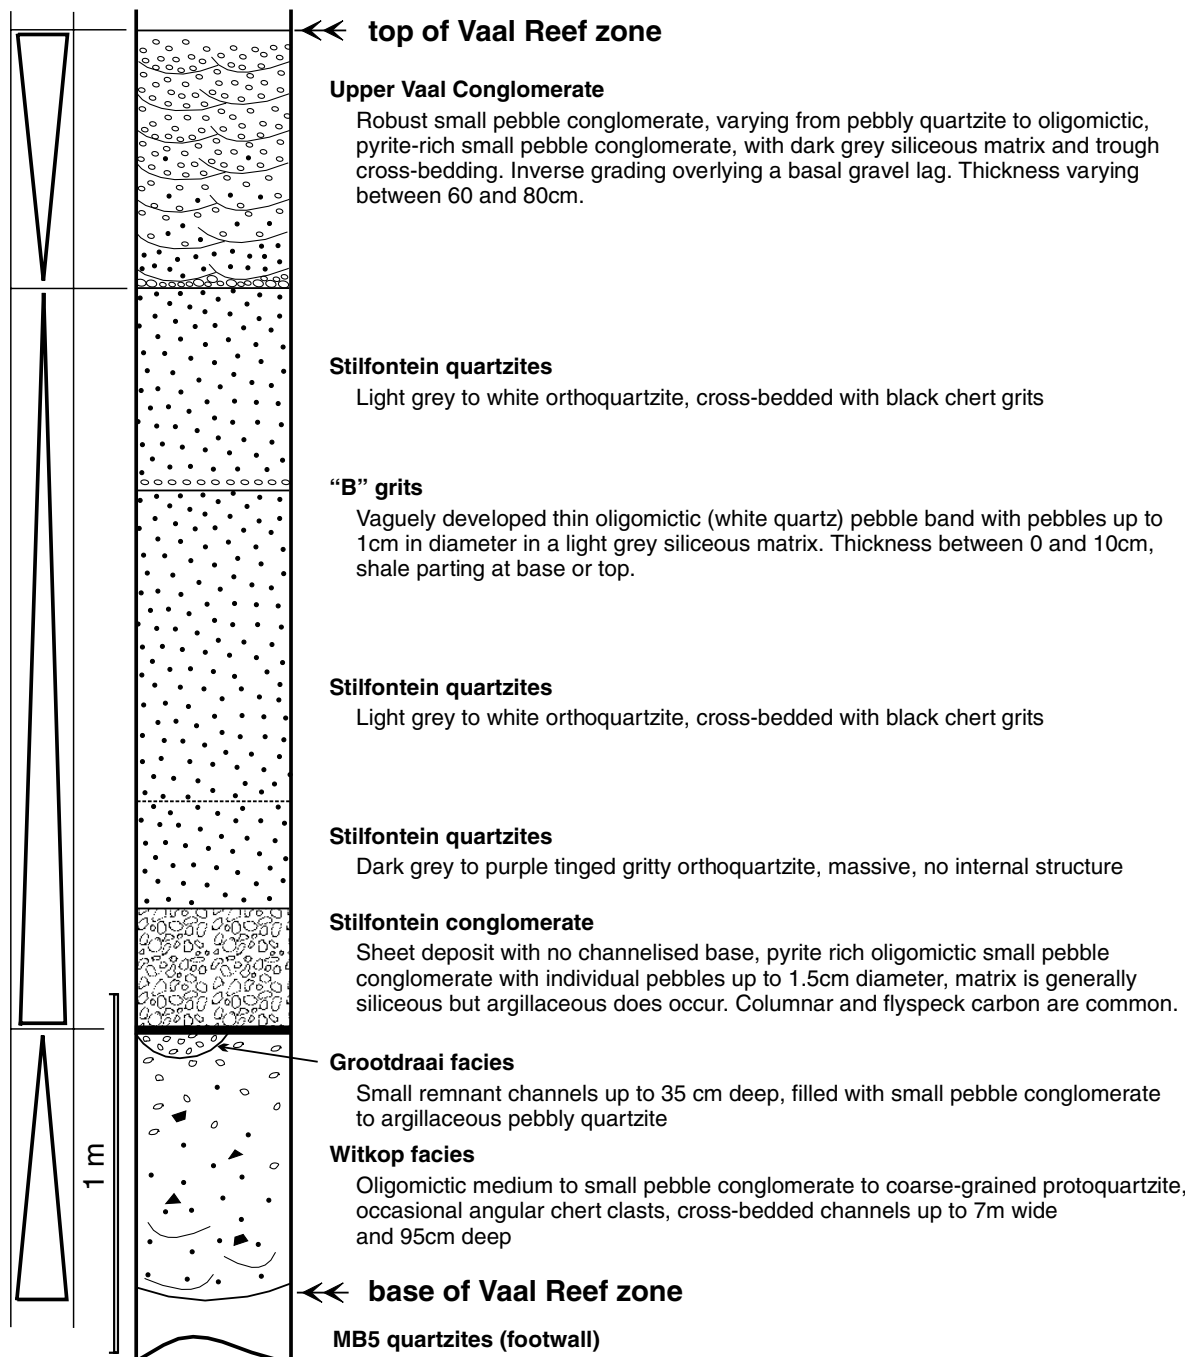 top of Vaal Reef zone
Upper Vaal Conglomerate
Robust small pebble conglomerate, varying from pebbly quartzite to oligomictic,
pyrite-rich small pebble conglomerate, with dark grey siliceous matrix and trough
cross-bedding. Inverse grading overlying a basal gravel lag. Thickness varying
between 60 and 80cm.
Stilfontein quartzites
Light grey to white orthoquartzite, cross-bedded with black chert grits
“B” grits
Vaguely developed thin oligomictic (white quartz) pebble band with pebbles up to
1cm in diameter in a light grey siliceous matrix. Thickness between 0 and 10cm,
shale parting at base or top.
Stilfontein quartzites
Light grey to white orthoquartzite, cross-bedded with black chert grits
Stilfontein quartzites
Dark grey to purple tinged gritty orthoquartzite, massive, no internal structure
Stilfontein conglomerate
Sheet deposit with no channelised base, pyrite rich oligomictic small pebble
conglomerate with individual pebbles up to 1.5cm diameter, matrix is generally
siliceous but argillaceous does occur. Columnar and flyspeck carbon are common.
Grootdraai facies
Small remnant channels up to 35 cm deep, filled with small pebble conglomerate
to argillaceous pebbly quartzite
Witkop facies
Oligomictic medium to small pebble conglomerate to coarse-grained protoquartzite,
occasional angular chert clasts, cross-bedded channels up to 7m wide
and 95cm deep
1 m
base of Vaal Reef zone
MB5 quartzites (footwall)